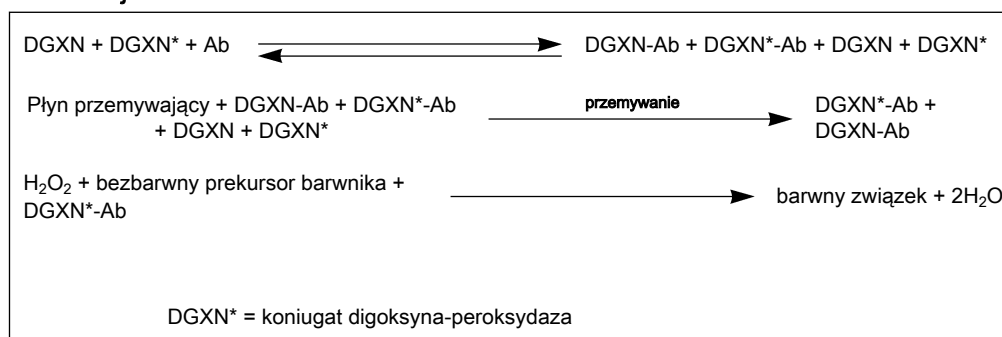 DGXN + DGXN* + Ab
DGXN-Ab + DGXN*-Ab + DGXN + DGXN*
Płyn przemywający + DGXN-Ab + DGXN*-Ab
+ DGXN + DGXN*
przemywanie
DGXN*-Ab +
DGXN-Ab
H₂O₂ + bezbarwny prekursor barwnika +
DGXN*-Ab
barwny związek + 2H₂O
DGXN* = koniugat digoksyna-peroksydaza